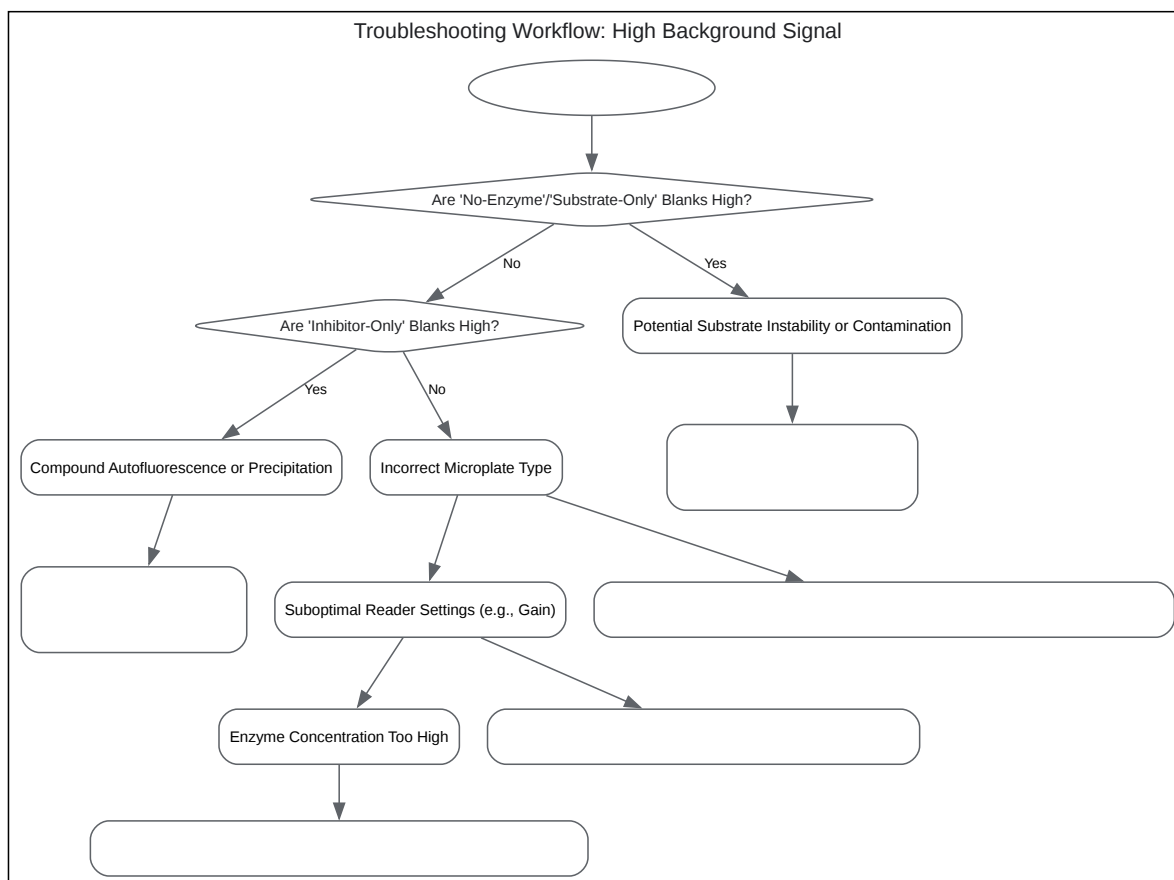 Troubleshooting Workflow: High Background Signal
Are 'No-Enzyme'/'Substrate-Only' Blanks High?
No
Yes
Are 'Inhibitor-Only' Blanks High?
Potential Substrate Instability or Contamination
Yes
No
Compound Autofluorescence or Precipitation
Incorrect Microplate Type
Suboptimal Reader Settings (e.g., Gain)
Enzyme Concentration Too High